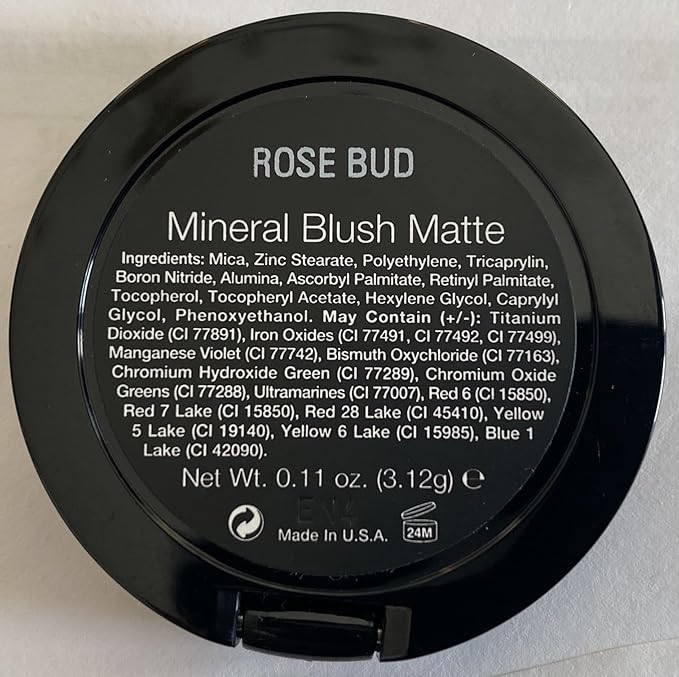 ROSE BUD
Mineral Blush Matte
Ingredients: Mica, Zinc Stearate, Polyethylene, Tricaprylin,
Boron Nitride, Alumina, Ascorbyl Palmitate, Retinyl Palmitate,
Tocopherol, Tocopheryl Acetate, Hexylene Glycol, Caprylyl
Glycol, Phenoxyethanol. May Contain (+/-): Titanium
Dioxide (CI 77891), Iron Oxides (CI 77491, CI 77492, CI 77499),
Manganese Violet (CI 77742), Bismuth Oxychloride (CI 77163),
Chromium Hydroxide Green (CI 77289), Chromium Oxide
Greens (CI 77288), Ultramarines (CI 77007), Red 6 (CI 15850),
Red 7 Lake (CI 15850), Red 28 Lake (CI 45410), Yellow
5 Lake (CI 19140), Yellow 6 Lake (CI 15985), Blue 1
Lake (CI 42090).
Net Wt. 0.11 oz. (3.12g) ℮
EN4
Made In U.S.A.
24M